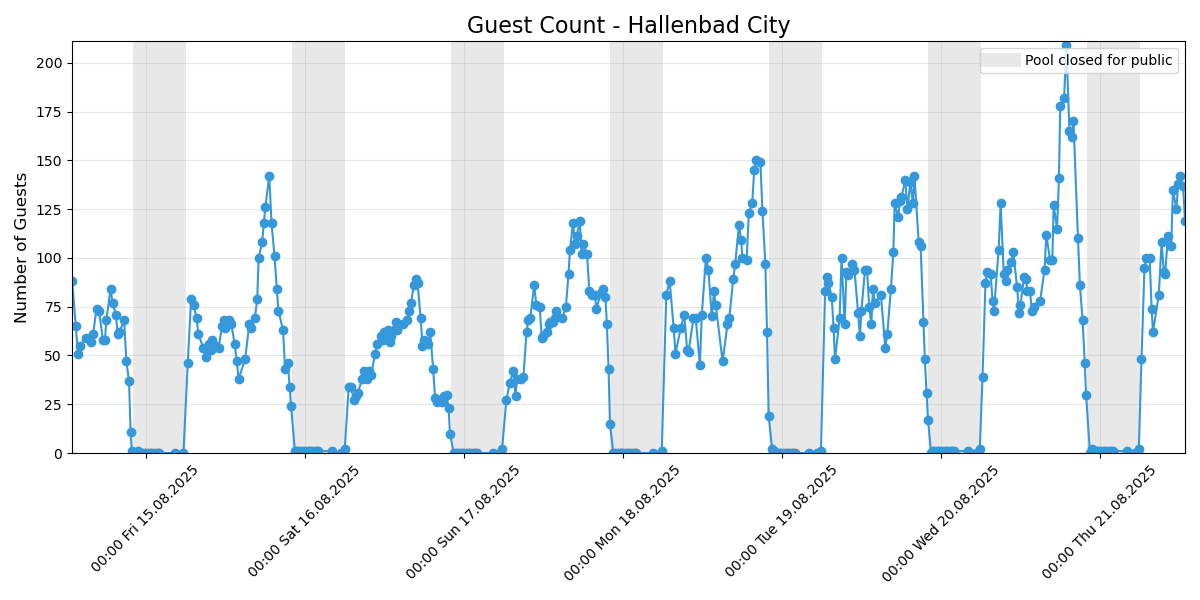 Guest Count - Hallenbad City
Pool closed for public
Number of Guests
200
175
150
125
100
75
50
25
0
00:00 Fri 15.08.2025
00:00 Sat 16.08.2025
00:00 Sun 17.08.2025
00:00 Mon 18.08.2025
00:00 Tue 19.08.2025
00:00 Wed 20.08.2025
00:00 Thu 21.08.2025